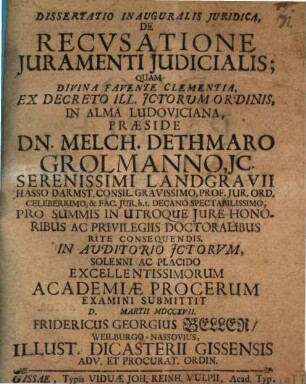 DISSERTATIO INAUGURALIS JURIDICA,
DE
RECVSATIONE
JURAMENTI JUDICIALIS;
QUAM
DIVINA FAVENTE CLEMENTIA,
EX DECRETO ILL. JCTORUM ORDINIS,
IN ALMA LUDOVICIANA,
PRÆSIDE
DN. MELCH. DETHMARO
GROLMANNO, JC.
SERENISSIMI LANDGRAVII
HASSO DARMST. CONSIL. GRAVISSIMO, PROF. JUR. ORD.
CELEBERRIMO, & FAC. JUR. h.t. DECANO SPECTABILISSIMO,
PRO SUMMIS IN UTROQUE JURE HONO-
RIBUS AC PRIVILEGIIS DOCTORALIBUS
RITE CONSEQUENDIS,
IN AUDITORIO JCTORVM,
SOLENNI AC PLACIDO
EXCELLENTISSIMORUM
ACADEMIÆ PROCERUM
EXAMINI SUBMITTIT
D. MARTII MDCCXVII.
FRIDERICUS GEORGIUS Beller/
WEILBURGO-NASSOVIUS,
ILLUST. DICASTERII GISSENSIS
ADV. ET PROCURAT. ORDIN.
GISSAE, Typis VIDUÆ JOH. REINH. VULPII, Acad. Typ.